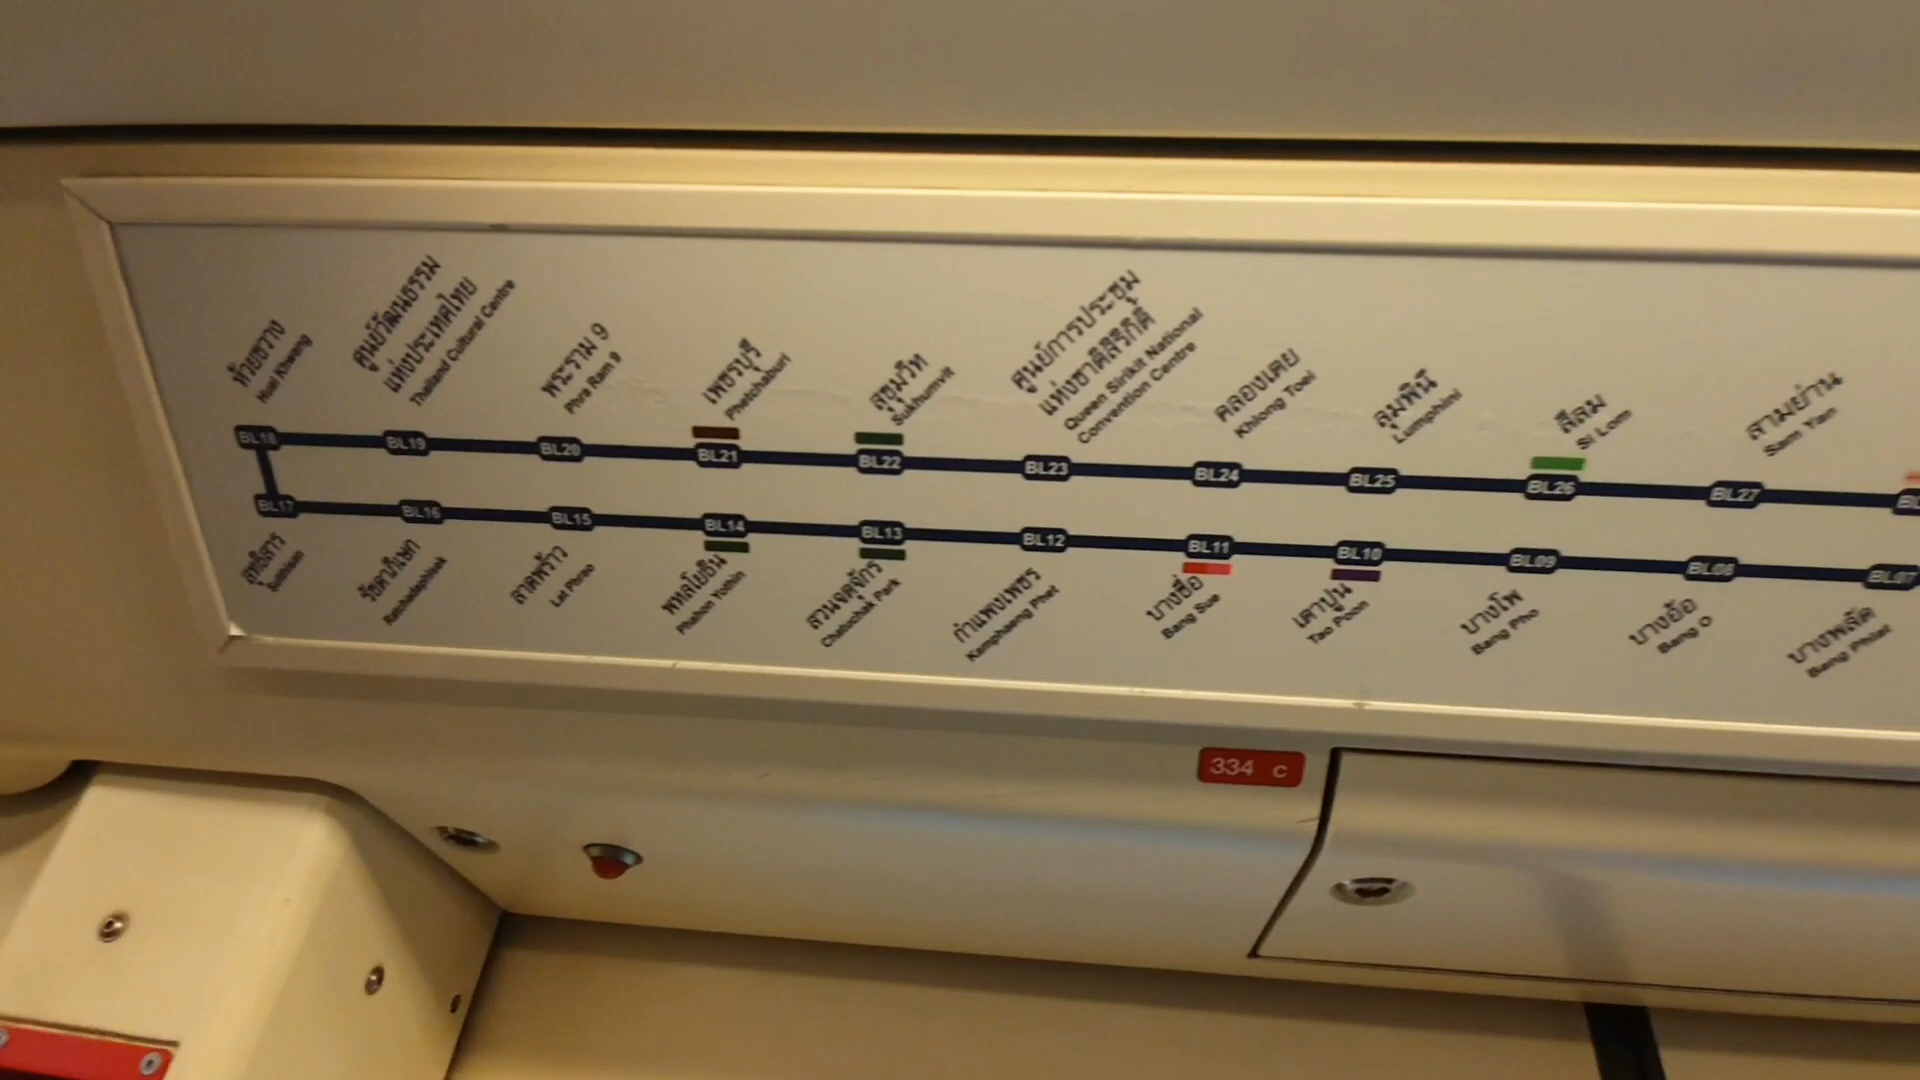 ห้วยขวาง
Huai Khwang
ศูนย์วัฒนธรรม
แห่งประเทศไทย
Thailand Cultural Centre
พระราม 9
Phra Ram 9
เพชรบุรี
Phetchaburi
สุขุมวิท
Sukhumvit
ศูนย์การประชุม
แห่งชาติสิริกิติ์
Queen Sirikit National
Convention Centre
คลองเตย
Khlong Toei
ลุมพินี
Lumphini
สีลม
Si Lom
สามย่าน
Sam Yan
BL18
BL19
BL20
BL21
BL22
BL23
BL24
BL25
BL26
BL27
BL17
BL16
BL15
BL14
BL13
BL12
BL11
BL10
BL09
BL08
BL07
สุทธิสาร
Sutthisan
รัชดาภิเษก
Ratchadaphisek
ลาดพร้าว
Lat Phrao
พหลโยธิน
Phahon Yothin
สวนจตุจักร
Chatuchak Park
กำแพงเพชร
Kamphaeng Phet
บางซื่อ
Bang Sue
เตาปูน
Tao Poon
บางโพ
Bang Pho
บางอ้อ
Bang O
บางพลัด
Bang Phlat
334 c